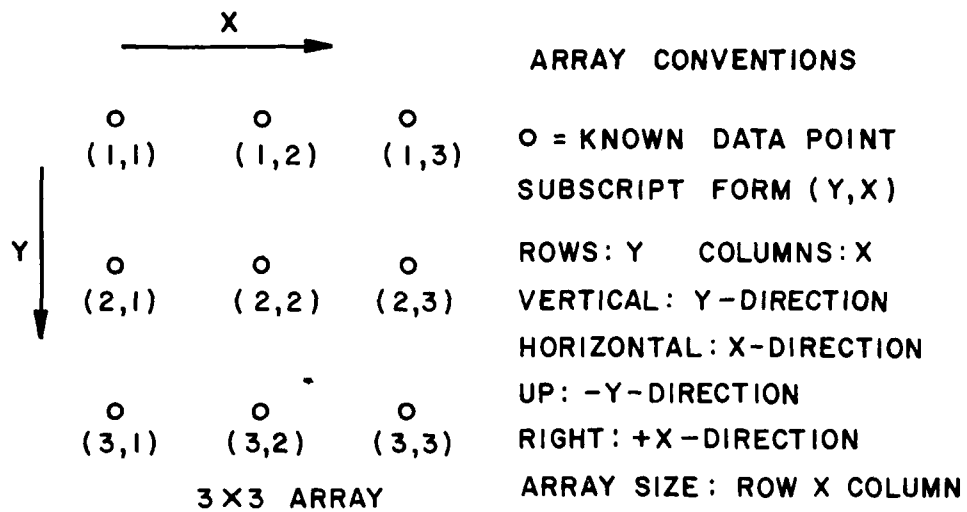 X
ARRAY CONVENTIONS
(1,1) (1,2) (1,3)
O = KNOWN DATA POINT
SUBSCRIPT FORM (Y,X)
Y
ROWS: Y COLUMNS: X
(2,1) (2,2) (2,3)
VERTICAL: Y-DIRECTION
HORIZONTAL: X-DIRECTION
UP: -Y-DIRECTION
(3,1) (3,2) (3,3)
RIGHT: +X-DIRECTION
3 X 3 ARRAY
ARRAY SIZE: ROW X COLUMN